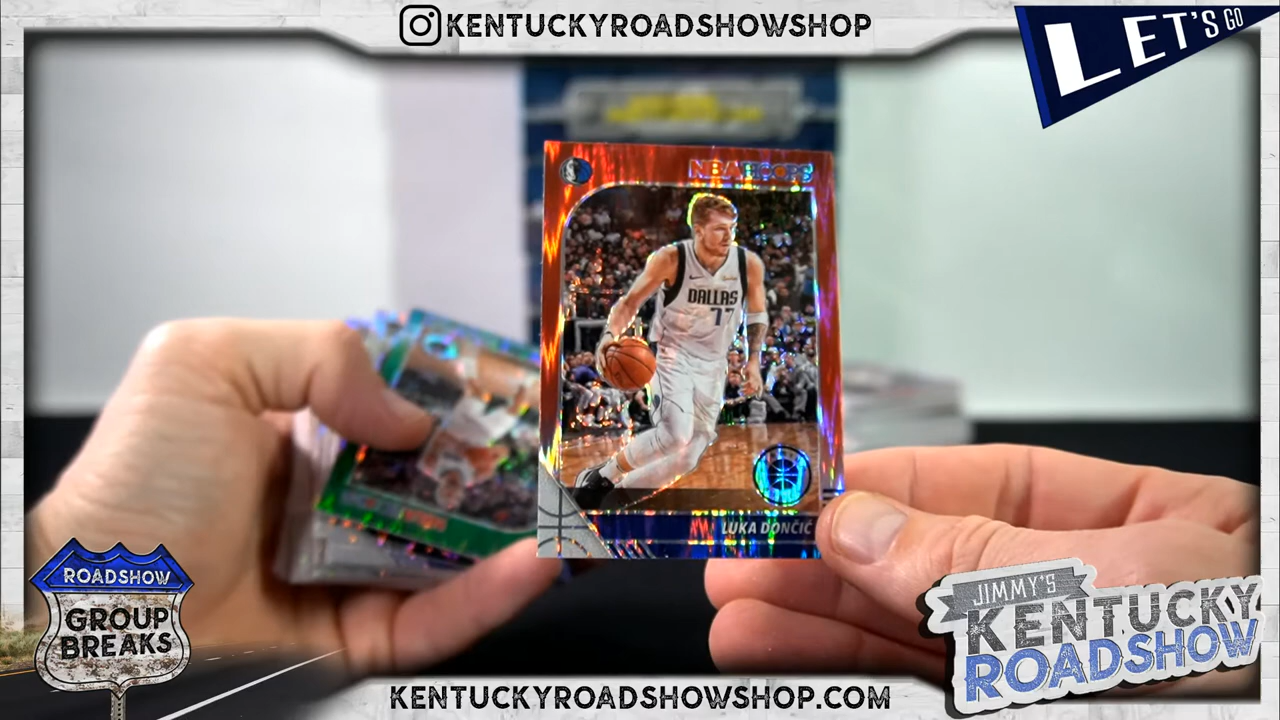 KENTUCKYROADSHOWSHOP
LET'S GO
NBA HOOPS
DALLAS
77
LUKA DONČIĆ
ROADSHOW
GROUP
BREAKS
JIMMY'S
KENTUCKY
ROADSHOW
KENTUCKYROADSHOWSHOP.COM